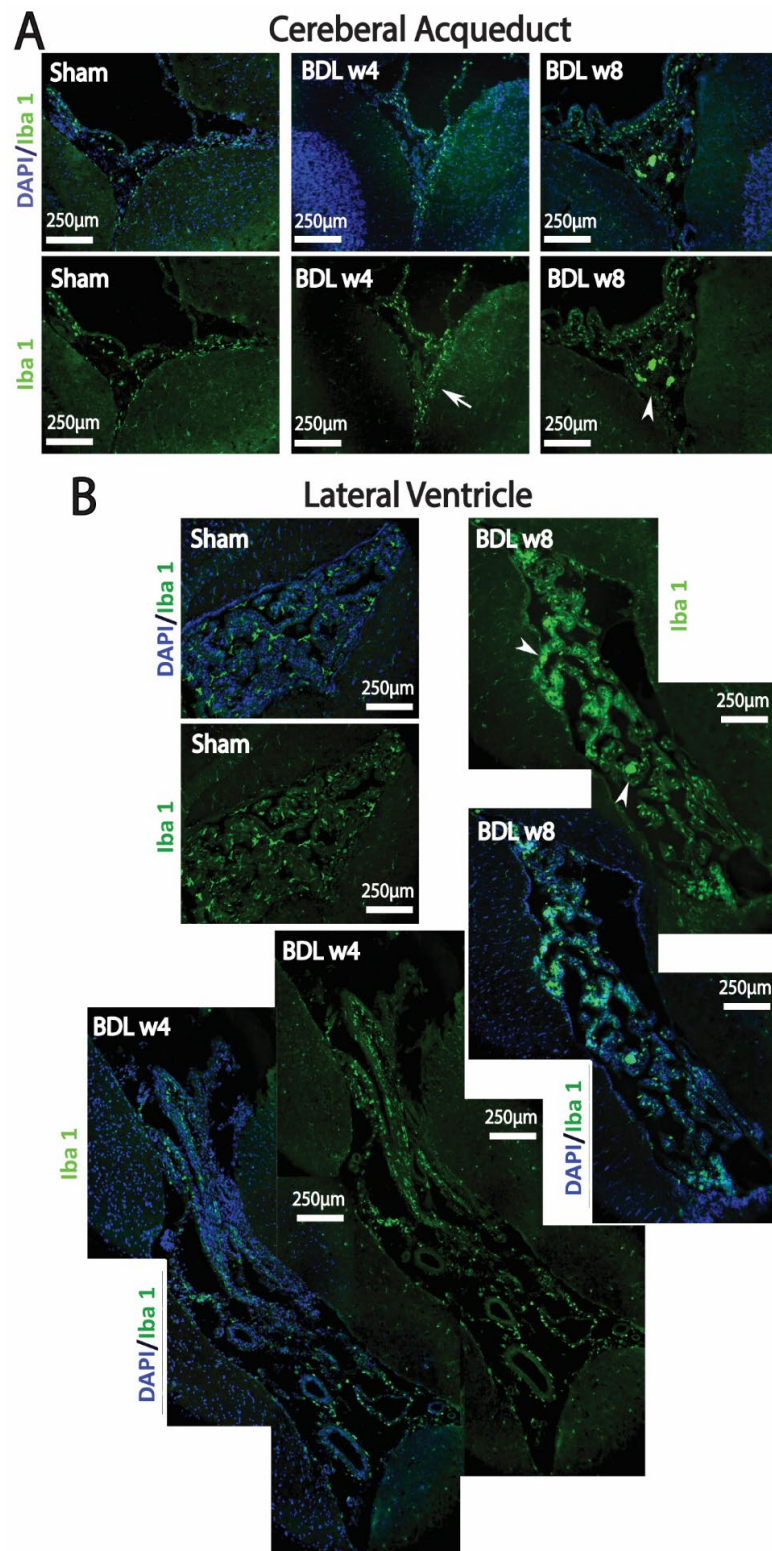 A
Cereberal Acqueduct
DAPI/Iba 1
Sham
250µm
BDL w4
250µm
BDL w8
250µm
Iba 1
Sham
250µm
BDL w4
250µm
BDL w8
250µm
B
Lateral Ventricle
DAPI/Iba 1
Sham
250µm
BDL w8
Iba 1
250µm
Iba 1
Sham
250µm
BDL w8
250µm
DAPI/Iba 1
BDL w4
250µm
BDL w4
250µm
Iba 1
DAPI/Iba 1